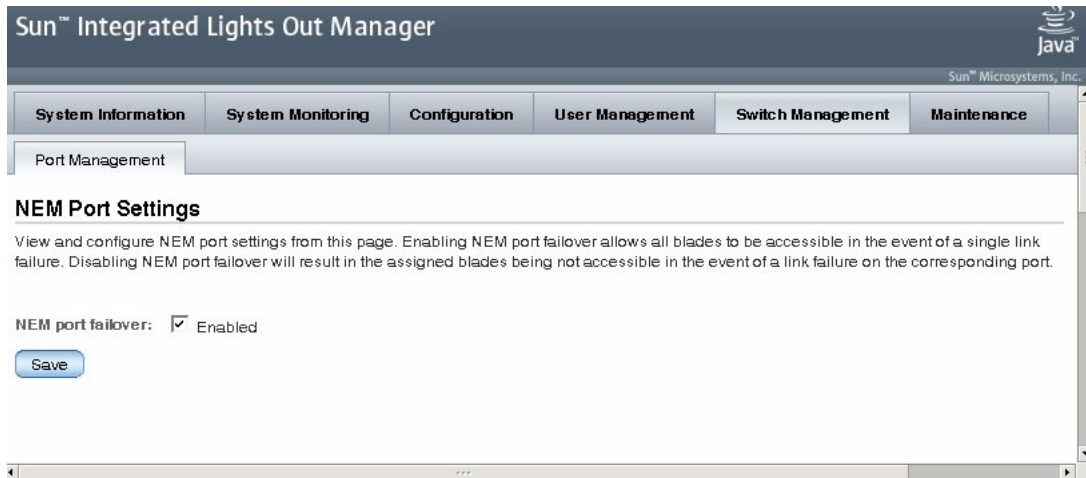 Sun™ Integrated Lights Out Manager
Java™
Sun™ Microsystems, Inc.
System Information System Monitoring Configuration User Management Switch Management Maintenance
Port Management
NEM Port Settings
View and configure NEM port settings from this page. Enabling NEM port failover allows all blades to be accessible in the event of a single link
failure. Disabling NEM port failover will result in the assigned blades being not accessible in the event of a link failure on the corresponding port.
NEM port failover: Enabled
Save